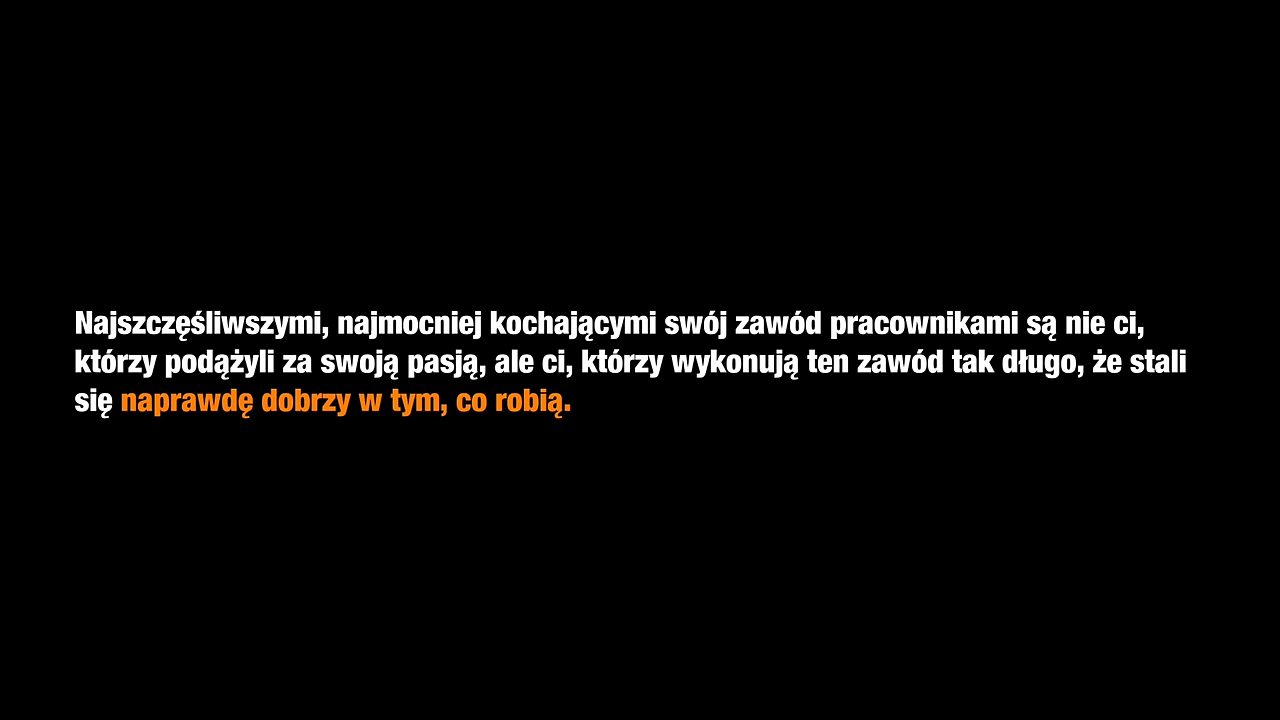 Najszczęśliwszymi, najmocniej kochającymi swój zawód pracownikami są nie ci,
którzy podążyli za swoją pasją, ale ci, którzy wykonują ten zawód tak długo, że stali
się naprawdę dobrzy w tym, co robią.